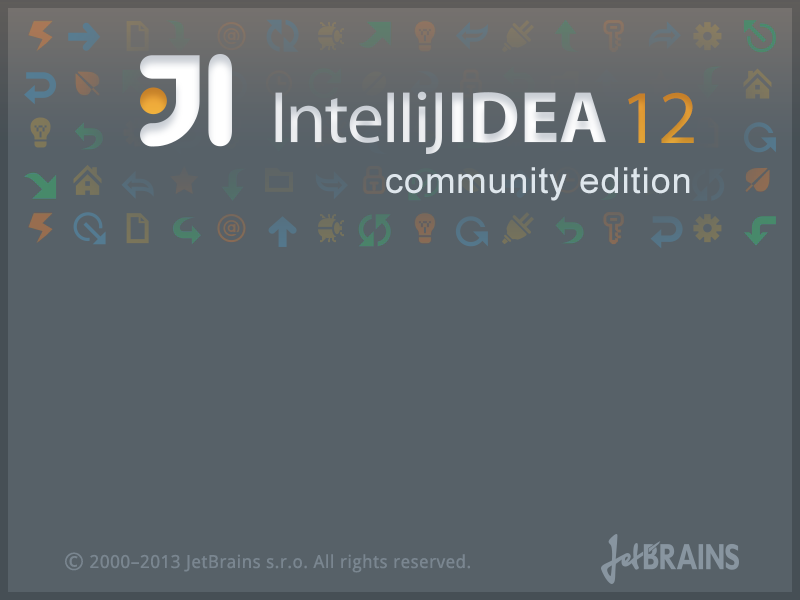 IntelliJIDEA 12
community edition
© 2000–2013 JetBrains s.r.o. All rights reserved.
JetBRAINS